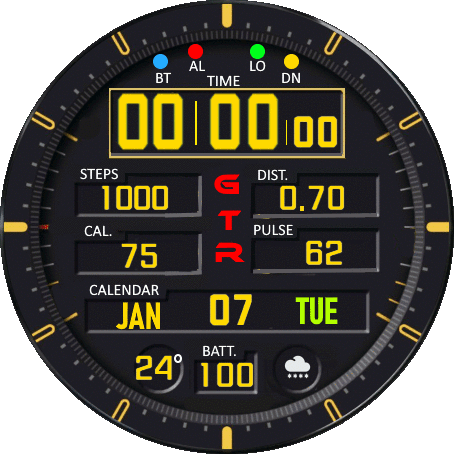 BT AL LO DN
TIME
00 00 00
STEPS
1000
DIST.
0.70
G
T
R
CAL.
75
PULSE
62
CALENDAR
JAN 07 TUE
24°
BATT.
100